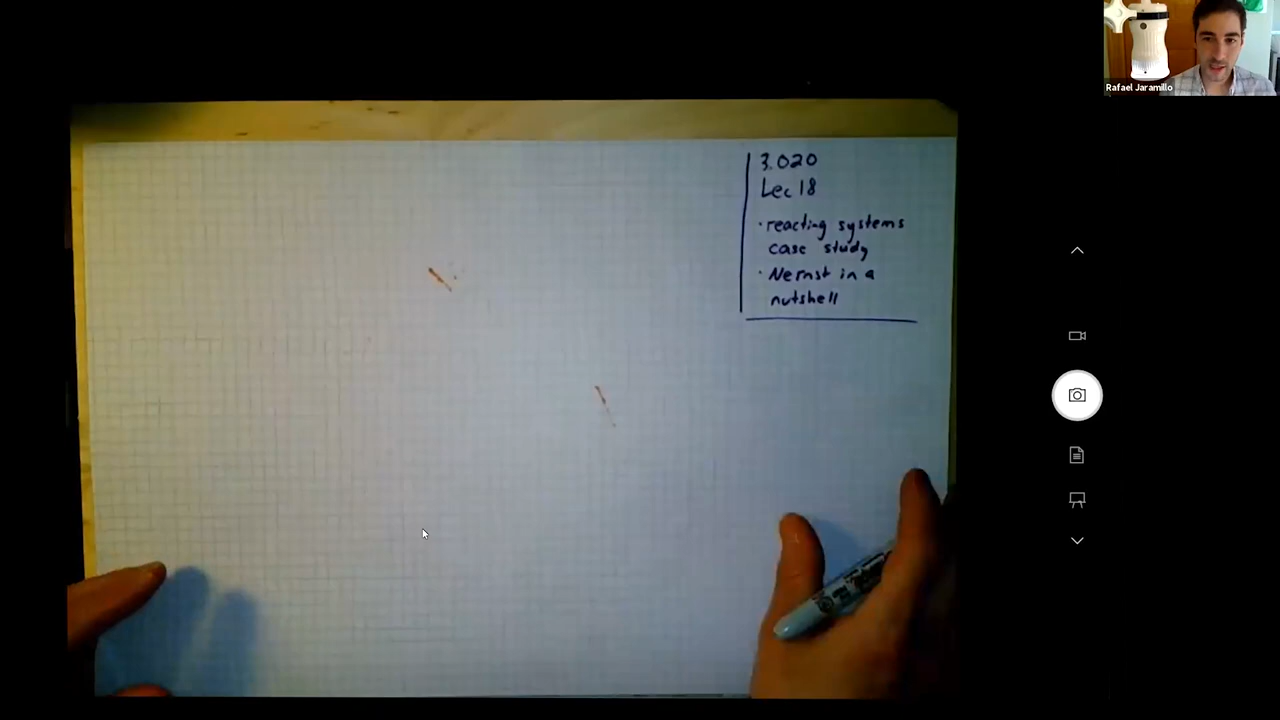 3.020
Lec 18
· reacting systems
case study
· Nernst in a
nutshell
Rafael Jaramillo